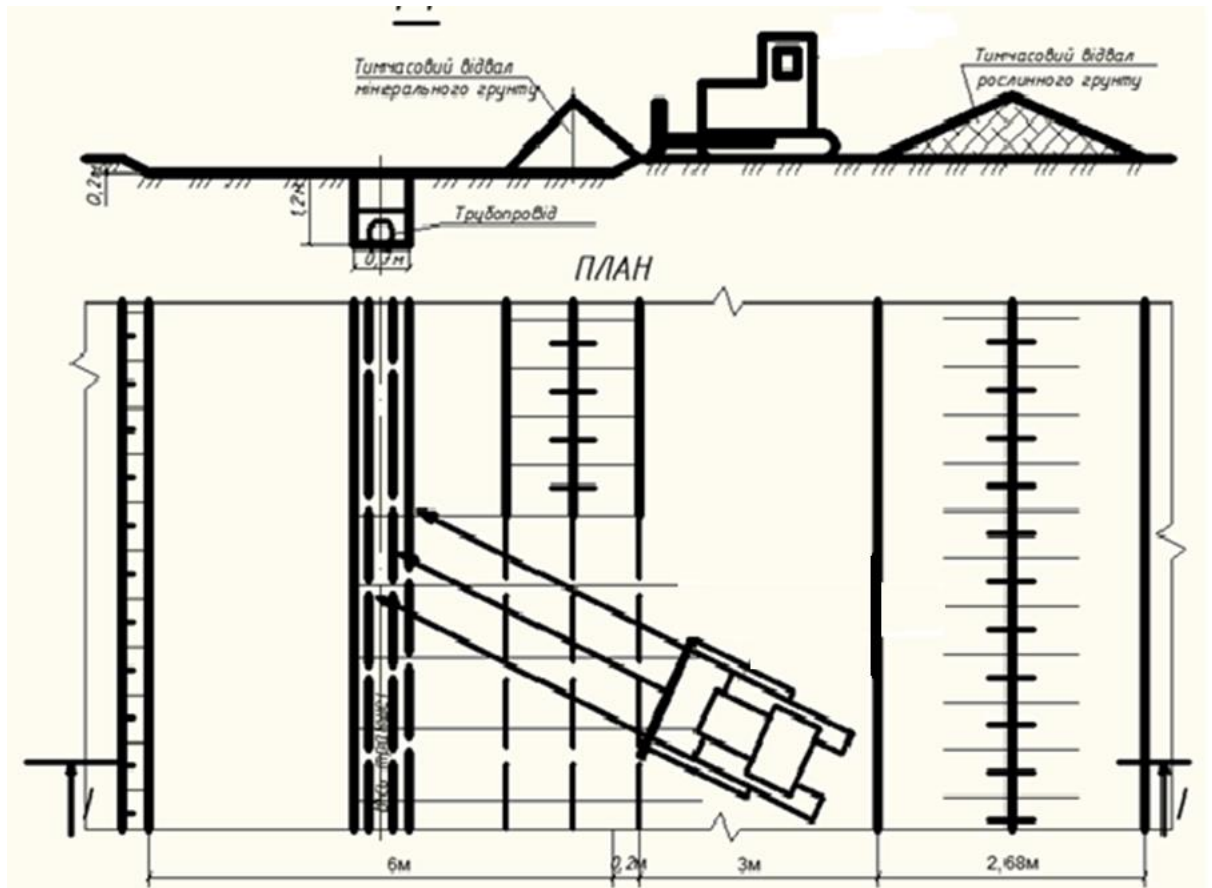 Тимчасовий відвал
мінерального грунту
Тимчасовий відвал
рослинного грунту
0,2м
1,2м
Трубопровід
ПЛАН
6м
0,2м
3м
2,68м